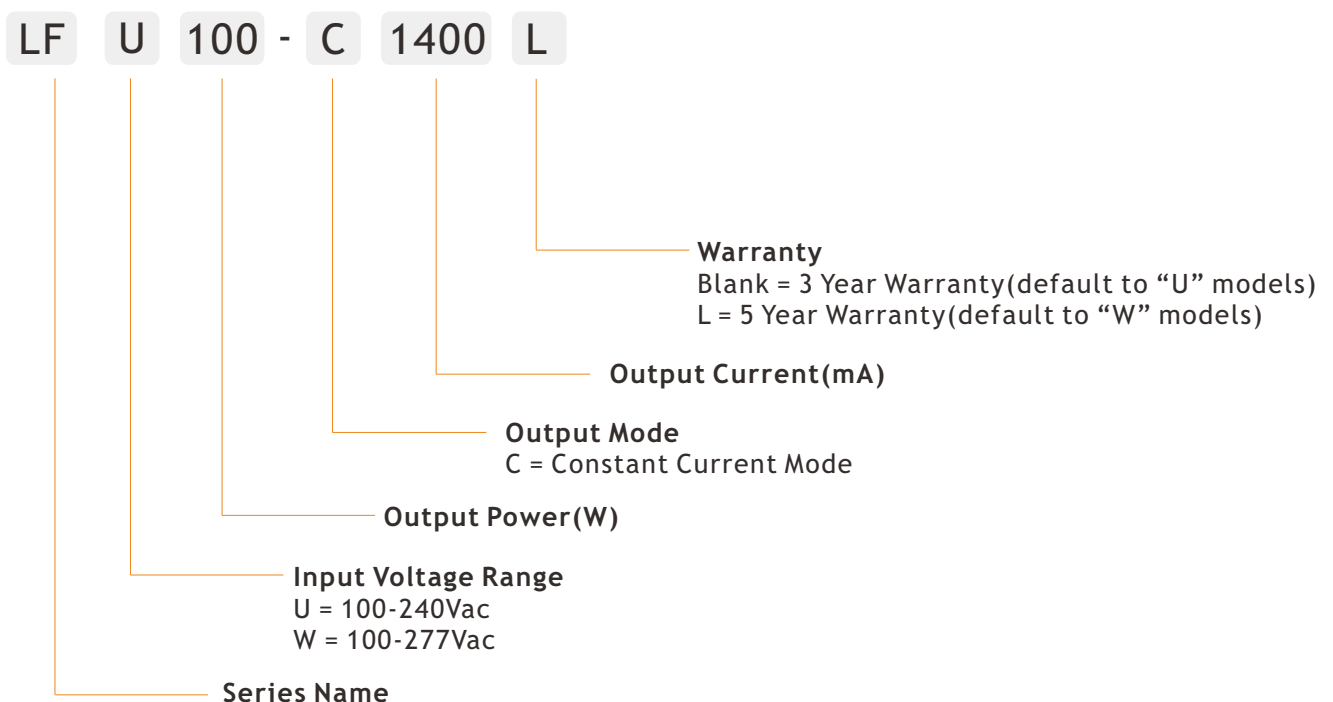 LF U 100 - C 1400 L
Warranty
Blank = 3 Year Warranty(default to “U” models)
L = 5 Year Warranty(default to “W” models)
Output Current(mA)
Output Mode
C = Constant Current Mode
Output Power(W)
Input Voltage Range
U = 100-240Vac
W = 100-277Vac
Series Name